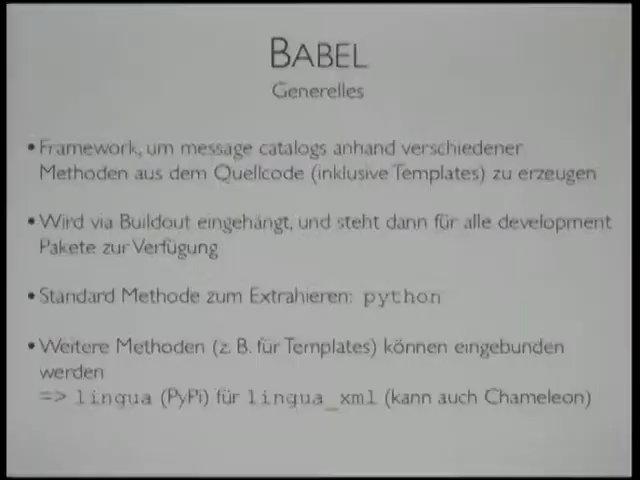 BABEL
Generelles
• Framework, um message catalogs anhand verschiedener
Methoden aus dem Quellcode (inklusive Templates) zu erzeugen
• Wird via Buildout eingehängt, und steht dann für alle development
Pakete zur Verfügung
• Standard Methode zum Extrahieren: python
• Weitere Methoden (z. B. für Templates) können eingebunden
werden
=> lingua (PyPi) für lingua_xml (kann auch Chameleon)